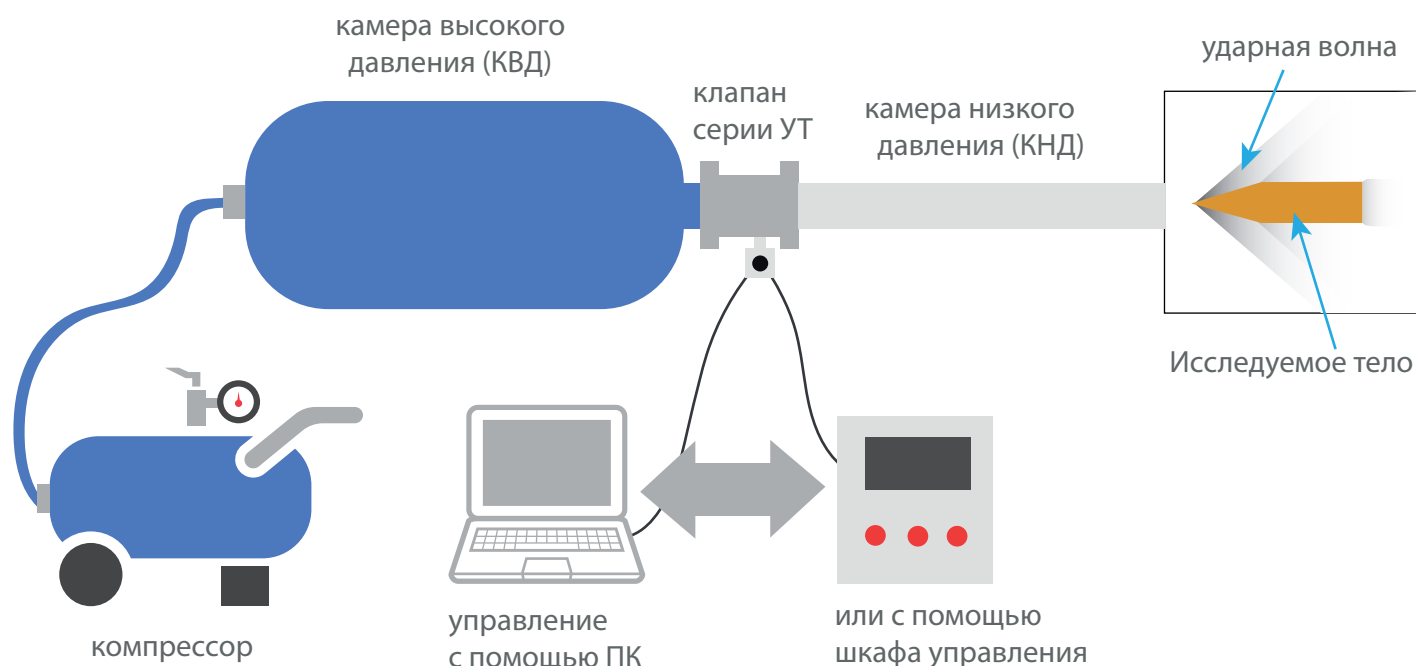 камера высокого
давления (КВД)
клапан
серии УТ
камера низкого
давления (КНД)
ударная волна
Исследуемое тело
компрессор
управление
с помощью ПК
или с помощью
шкафа управления